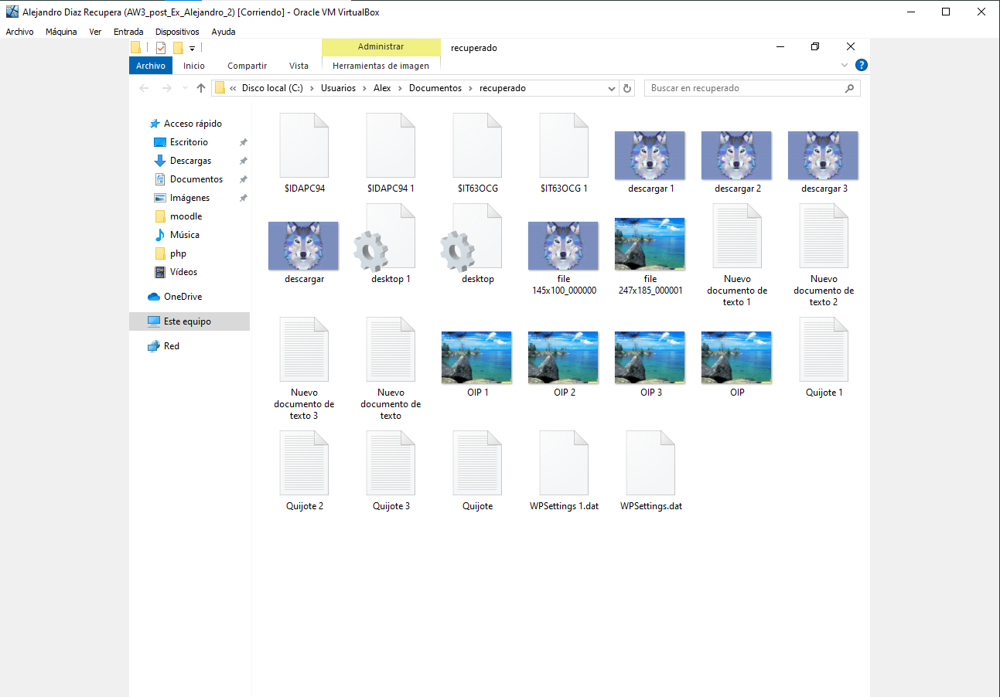 Alejandro Diaz Recupera (AW3_post_Ex_Alejandro_2) [Corriendo] - Oracle VM VirtualBox
Archivo Máquina Ver Entrada Dispositivos Ayuda
Administrar recuperado
Archivo Inicio Compartir Vista Herramientas de imagen
« Disco local (C:) › Usuarios › Alex › Documentos › recuperado
Buscar en recuperado
Acceso rápido
Escritorio
Descargas
Documentos
Imágenes
moodle
Música
php
Vídeos
OneDrive
Este equipo
Red
$IDAPC94
$IDAPC94 1
$IT63OCG
$IT63OCG 1
descargar 1
descargar 2
descargar 3
descargar
desktop 1
desktop
file
145x100_000000
file
247x185_000001
Nuevo
documento de
texto 1
Nuevo
documento de
texto 2
Nuevo
documento de
texto 3
Nuevo
documento de
texto
OIP 1
OIP 2
OIP 3
OIP
Quijote 1
Quijote 2
Quijote 3
Quijote
WPSettings 1.dat
WPSettings.dat